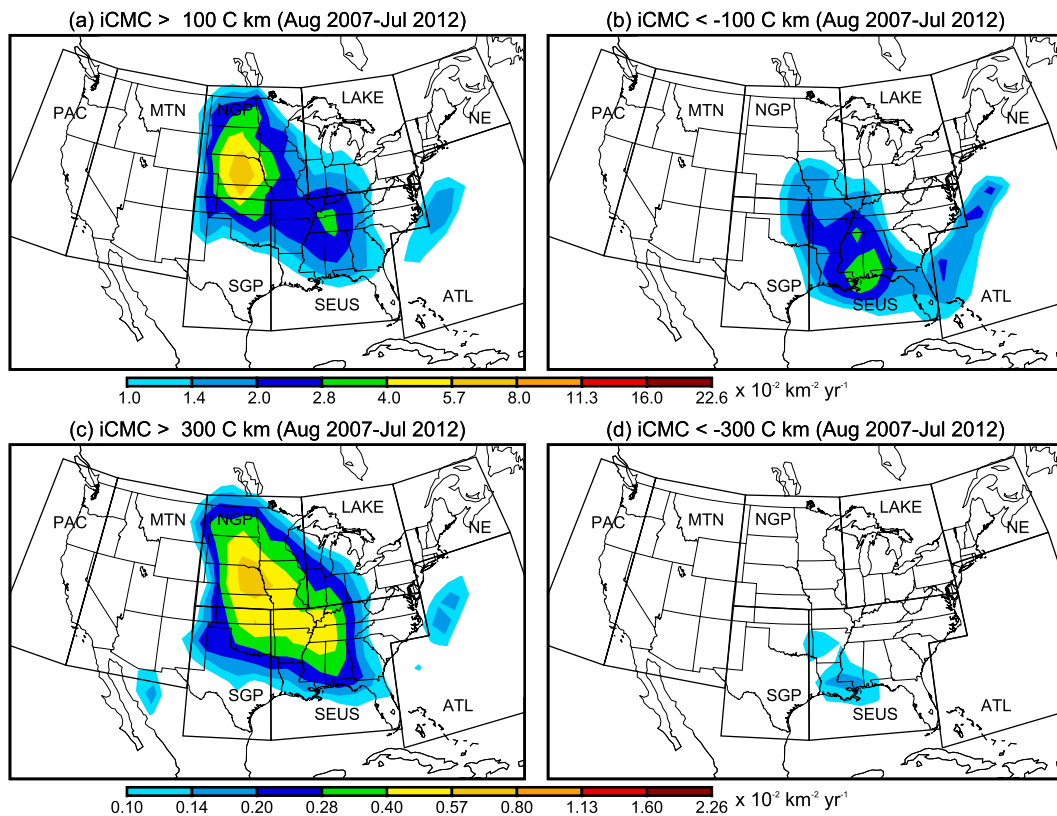 (a) iCMC > 100 C km (Aug 2007-Jul 2012)
(b) iCMC < -100 C km (Aug 2007-Jul 2012)
PAC
MTN
NGP
LAKE
NE
SGP
SEUS
ATL
PAC
MTN
NGP
LAKE
NE
SGP
SEUS
ATL
1.0 1.4 2.0 2.8 4.0 5.7 8.0 11.3 16.0 22.6 x 10⁻² km⁻² yr⁻¹
(c) iCMC > 300 C km (Aug 2007-Jul 2012)
(d) iCMC < -300 C km (Aug 2007-Jul 2012)
PAC
MTN
NGP
LAKE
NE
SGP
SEUS
ATL
PAC
MTN
NGP
LAKE
NE
SGP
SEUS
ATL
0.10 0.14 0.20 0.28 0.40 0.57 0.80 1.13 1.60 2.26 x 10⁻² km⁻² yr⁻¹